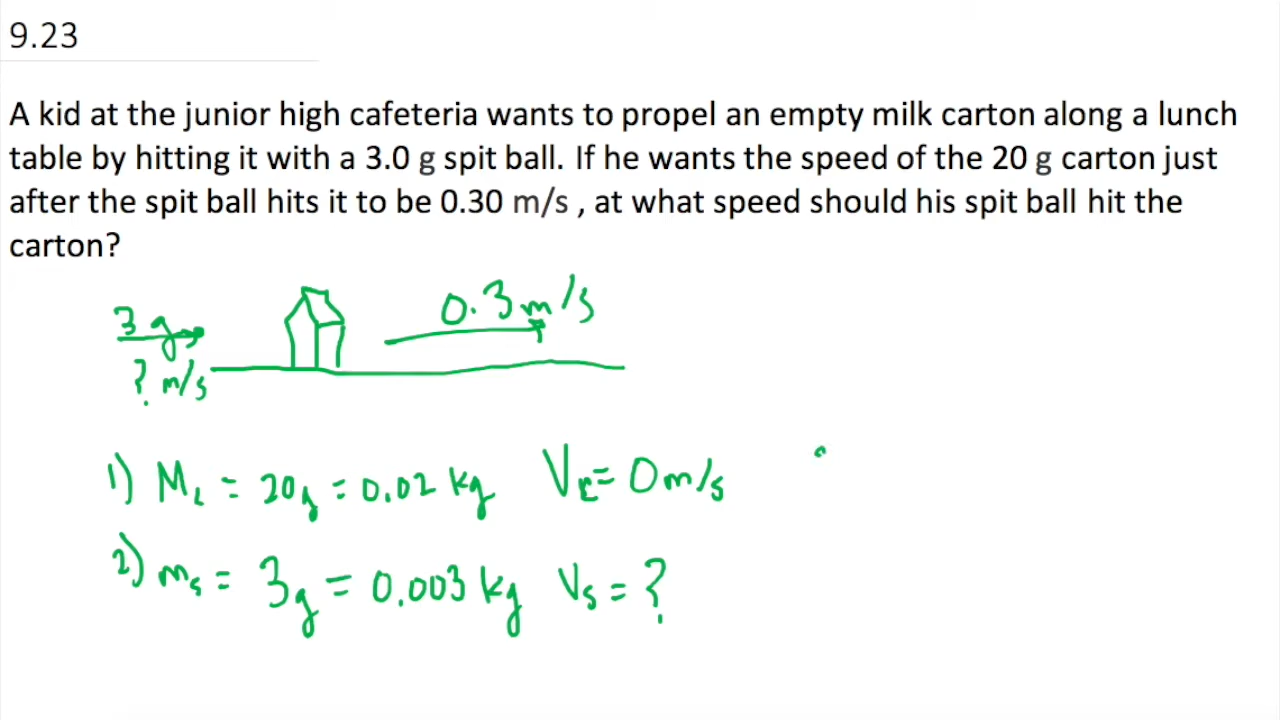 9.23
A kid at the junior high cafeteria wants to propel an empty milk carton along a lunch
table by hitting it with a 3.0 g spit ball. If he wants the speed of the 20 g carton just
after the spit ball hits it to be 0.30 m/s , at what speed should his spit ball hit the
carton?
3 g
0.3 m/s
? m/s
1) Mc = 20g = 0.02 kg Vc = 0 m/s
2) ms = 3g = 0.003 kg Vs = ?